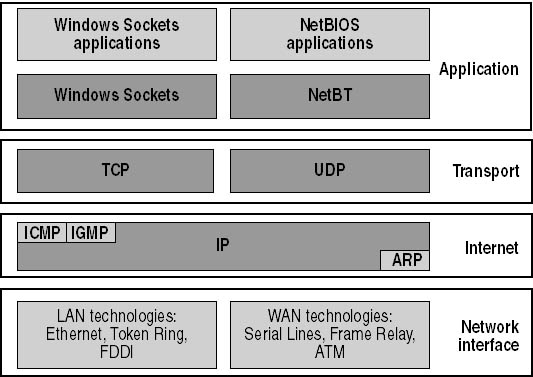 Windows Sockets
applications
NetBIOS
applications
Application
Windows Sockets
NetBT
TCP
UDP
Transport
ICMP
IGMP
IP
ARP
Internet
LAN technologies:
Ethernet, Token Ring,
FDDI
WAN technologies:
Serial Lines, Frame Relay,
ATM
Network
interface